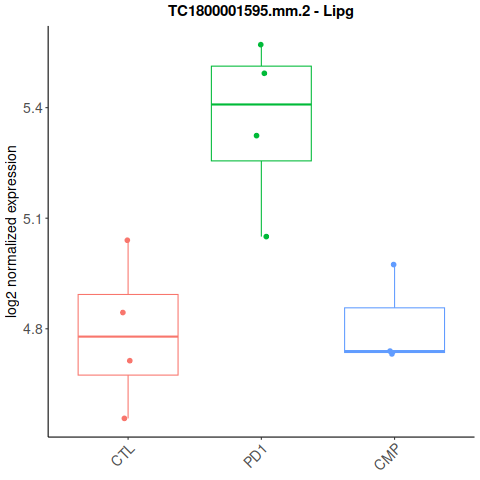 TC1800001595.mm.2 - Lipg
log2 normalized expression
5.4
5.1
4.8
CTL
PD1
CMP